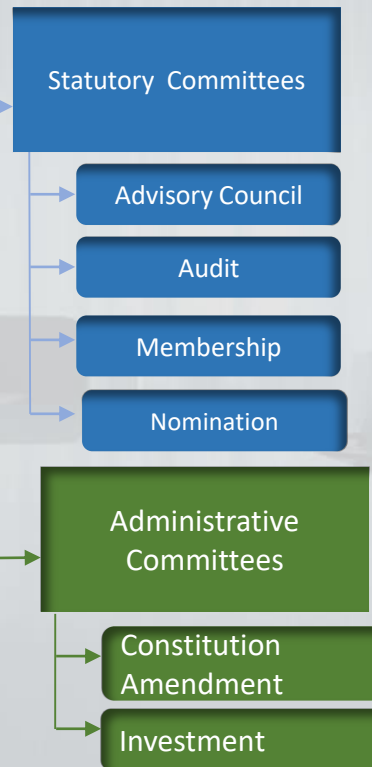 Statutory Committees
Advisory Council
Audit
Membership
Nomination
Administrative
Committees
Constitution
Amendment
Investment